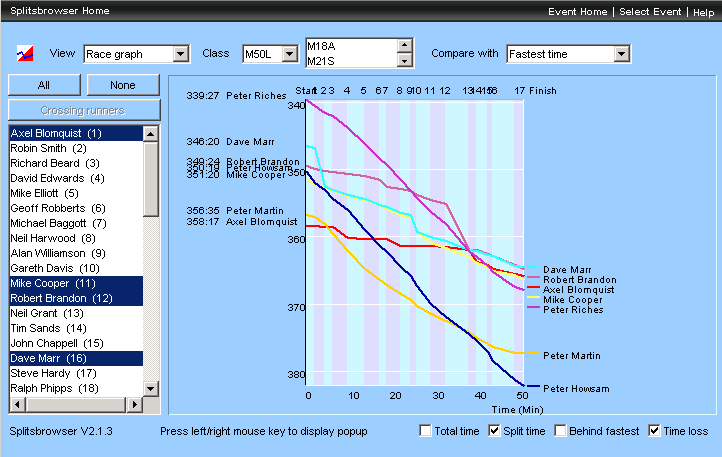 Splitsbrowser Home
Event Home | Select Event | Help
View Race graph Class M50L M18A Compare with Fastest time
M21S
All None
Crossing runners
Axel Blomquist (1)
Robin Smith (2)
Richard Beard (3)
David Edwards (4)
Mike Elliott (5)
Geoff Robberts (6)
Michael Baggott (7)
Neil Harwood (8)
Alan Williamson (9)
Gareth Davis (10)
Mike Cooper (11)
Robert Brandon (12)
Neil Grant (13)
Tim Sands (14)
John Chappell (15)
Dave Marr (16)
Steve Hardy (17)
Ralph Phipps (18)
Start 1 2 3 4 5 6 7 8 9 10 11 12 13 14 15 16 17 Finish
339:27 Peter Riches
346:20 Dave Marr
349:24 Robert Brandon
350:19 Peter Howsam
351:20 Mike Cooper
356:35 Peter Martin
358:17 Axel Blomquist
340
350
360
370
380
Dave Marr
Robert Brandon
Axel Blomquist
Mike Cooper
Peter Riches
Peter Martin
Peter Howsam
0 10 20 30 40 50
Time (Min)
Splitsbrowser V2.1.3 Press left/right mouse key to display popup Total time Split time Behind fastest Time loss